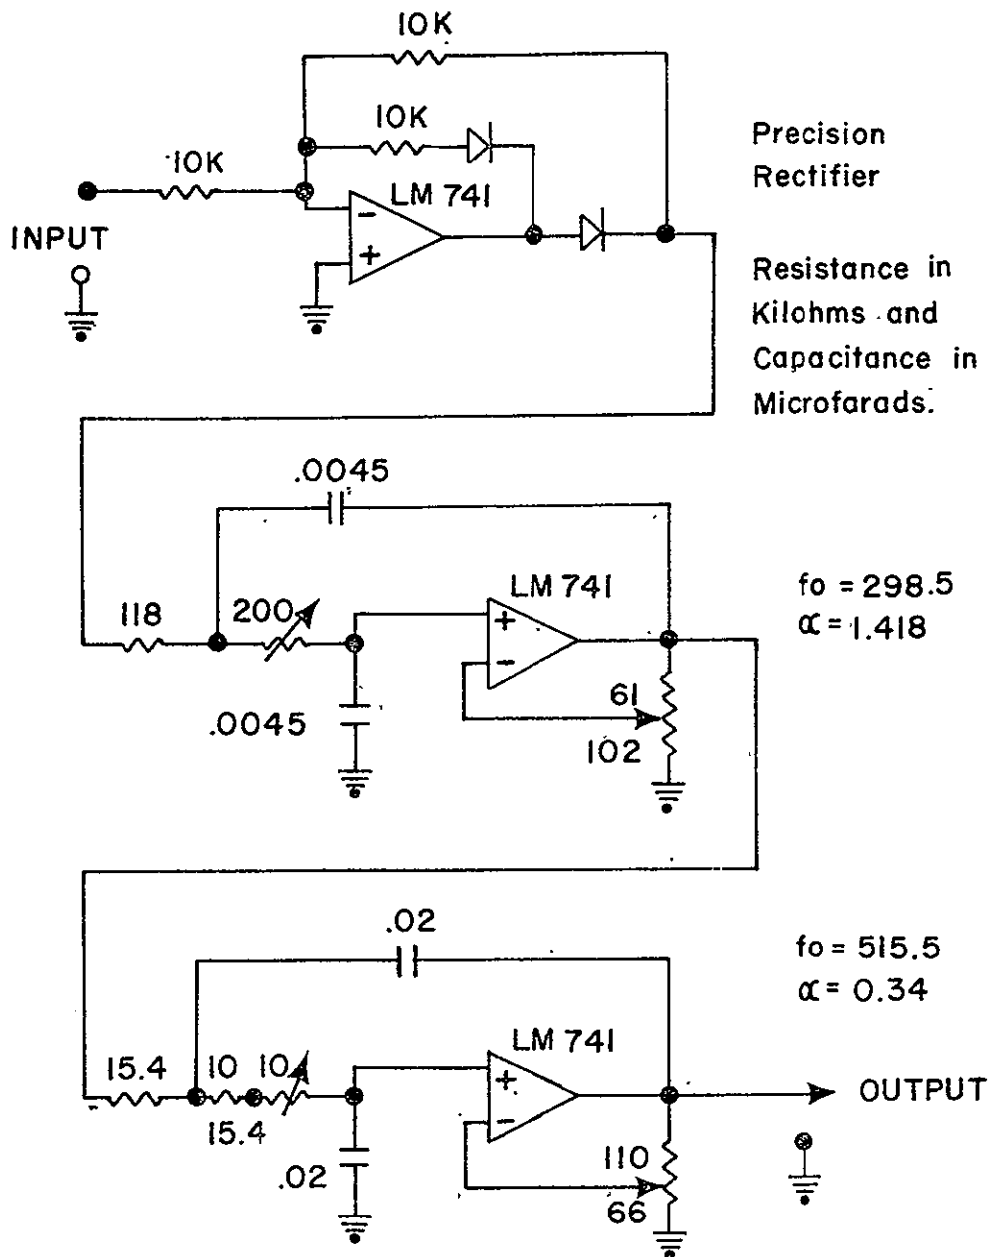 10K
10K
10K
LM 741
INPUT
-
+
Precision
Rectifier
Resistance in
Kilohms and
Capacitance in
Microfarads.
.0045
118
200
LM 741
+
-
.0045
61
102
fo = 298.5
α = 1.418
.02
15.4
10 10
15.4
LM 741
+
-
.02
110
66
fo = 515.5
α = 0.34
OUTPUT